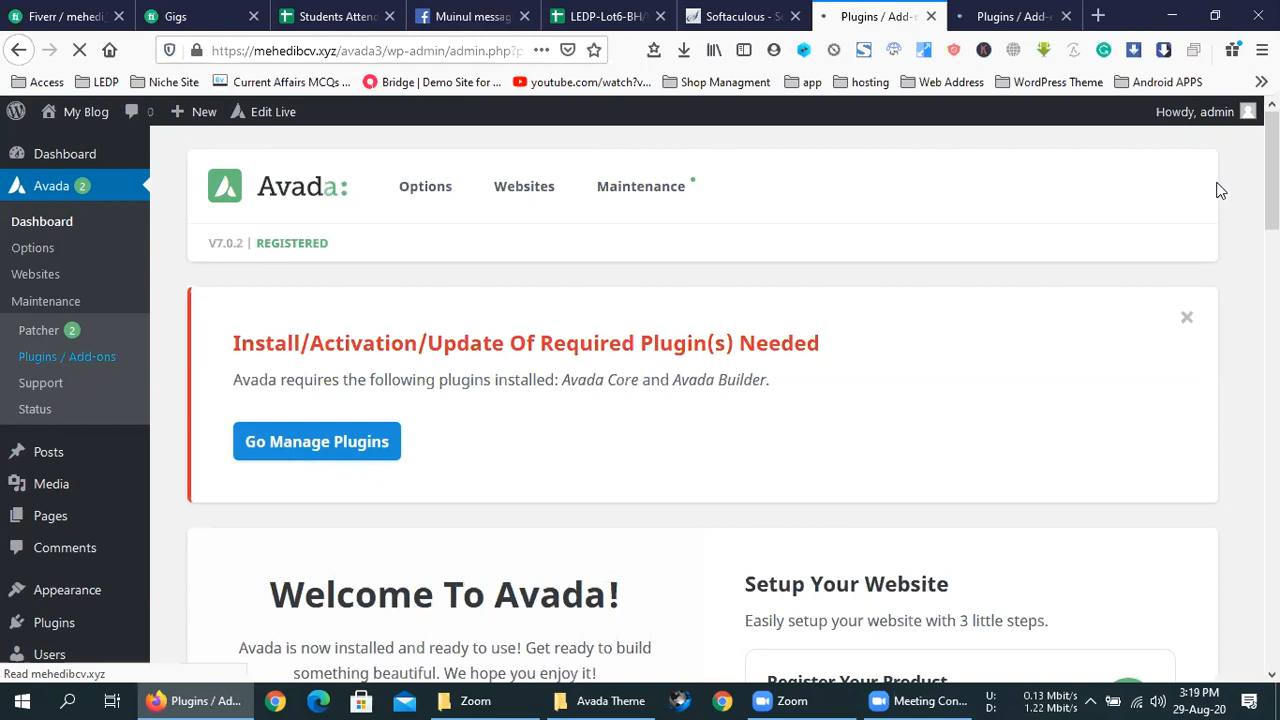 Fiverr / mehedi
Gigs
Students Attend
Muinul messag
LEDP-Lot6-BH/
Softaculous - So
Plugins / Add-o
Plugins / Add-o
https://mehedibcv.xyz/avada3/wp-admin/admin.php?p
Access
LEDP
Niche Site
Current Affairs MCQs ...
Bridge | Demo Site for ...
youtube.com/watch?v...
Shop Managment
app
hosting
Web Address
WordPress Theme
Android APPS
My Blog
0
New
Edit Live
Howdy, admin
Dashboard
Avada 2
Dashboard
Options
Websites
Maintenance
Patcher 2
Plugins / Add-ons
Support
Status
Posts
Media
Pages
Comments
Appearance
Plugins
Users
Avada:
Options
Websites
Maintenance
V7.0.2 | REGISTERED
Install/Activation/Update Of Required Plugin(s) Needed
Avada requires the following plugins installed: Avada Core and Avada Builder.
Go Manage Plugins
Welcome To Avada!
Avada is now installed and ready to use! Get ready to build
something beautiful. We hope you enjoy it!
Setup Your Website
Easily setup your website with 3 little steps.
Register Your Product
Read mehedibcv.xyz
Plugins / Ad...
Zoom
Avada Theme
Zoom
Meeting Con...
U: 0.13 Mbit/s
D: 1.22 Mbit/s
3:19 PM
29-Aug-20